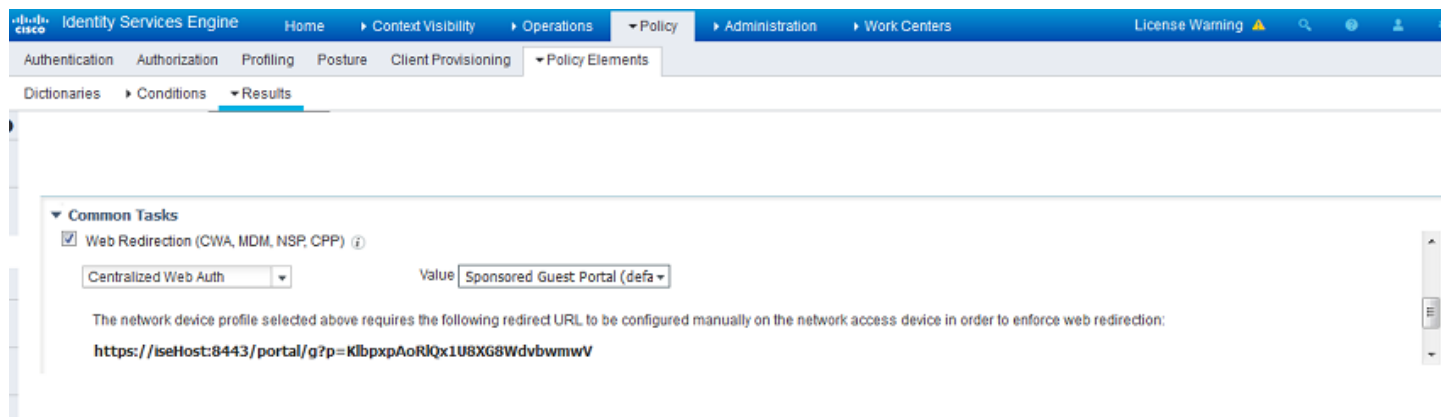 cisco Identity Services Engine Home Context Visibility Operations Policy Administration Work Centers License Warning
Authentication Authorization Profiling Posture Client Provisioning Policy Elements
Dictionaries Conditions Results
Common Tasks
Web Redirection (CWA, MDM, NSP, CPP)
Centralized Web Auth Value Sponsored Guest Portal (defa
The network device profile selected above requires the following redirect URL to be configured manually on the network access device in order to enforce web redirection:
https://iseHost:8443/portal/g?p=KlbpxpAoRlQx1U8XG8WdvbwmwV